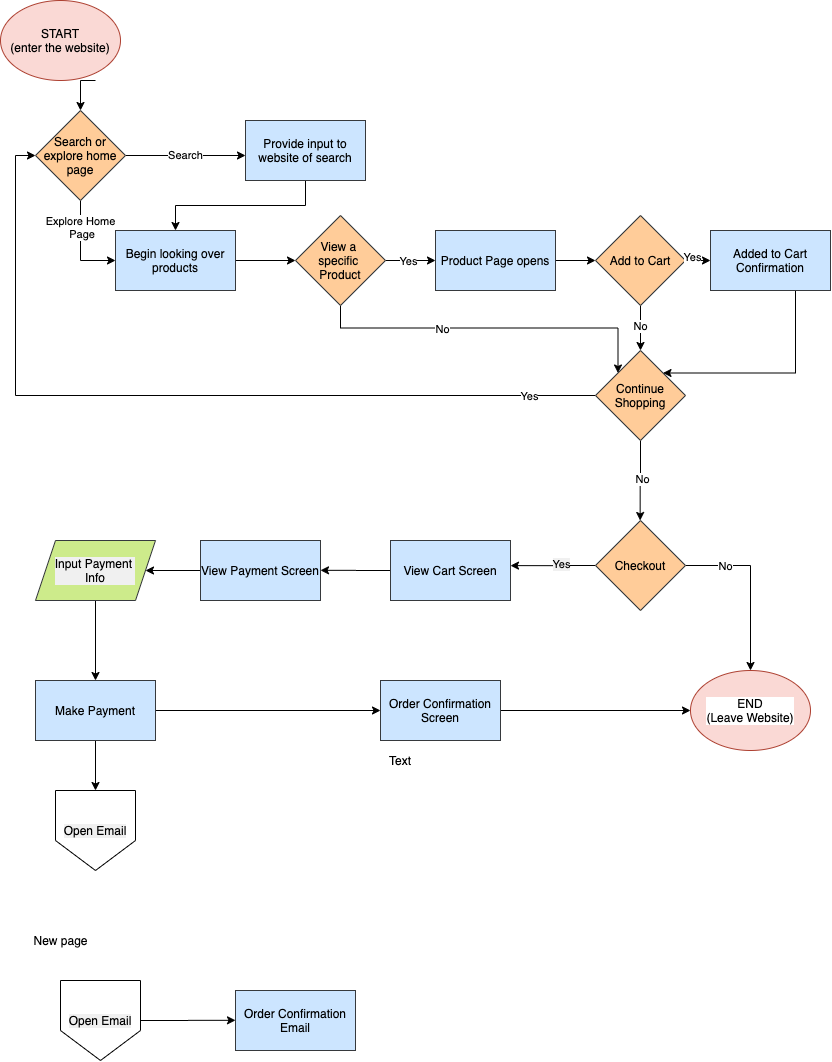 START
(enter the website)
Search or
explore home
page
Search
Provide input to
website of search
Explore Home
Page
Begin looking over
products
View a
specific
Product
Yes
Product Page opens
Add to Cart
Yes
Added to Cart
Confirmation
No
No
Continue
Shopping
Yes
No
Input Payment
Info
View Payment Screen
View Cart Screen
Yes
Checkout
No
Make Payment
Order Confirmation
Screen
END
(Leave Website)
Text
Open Email
New page
Open Email
Order Confirmation
Email